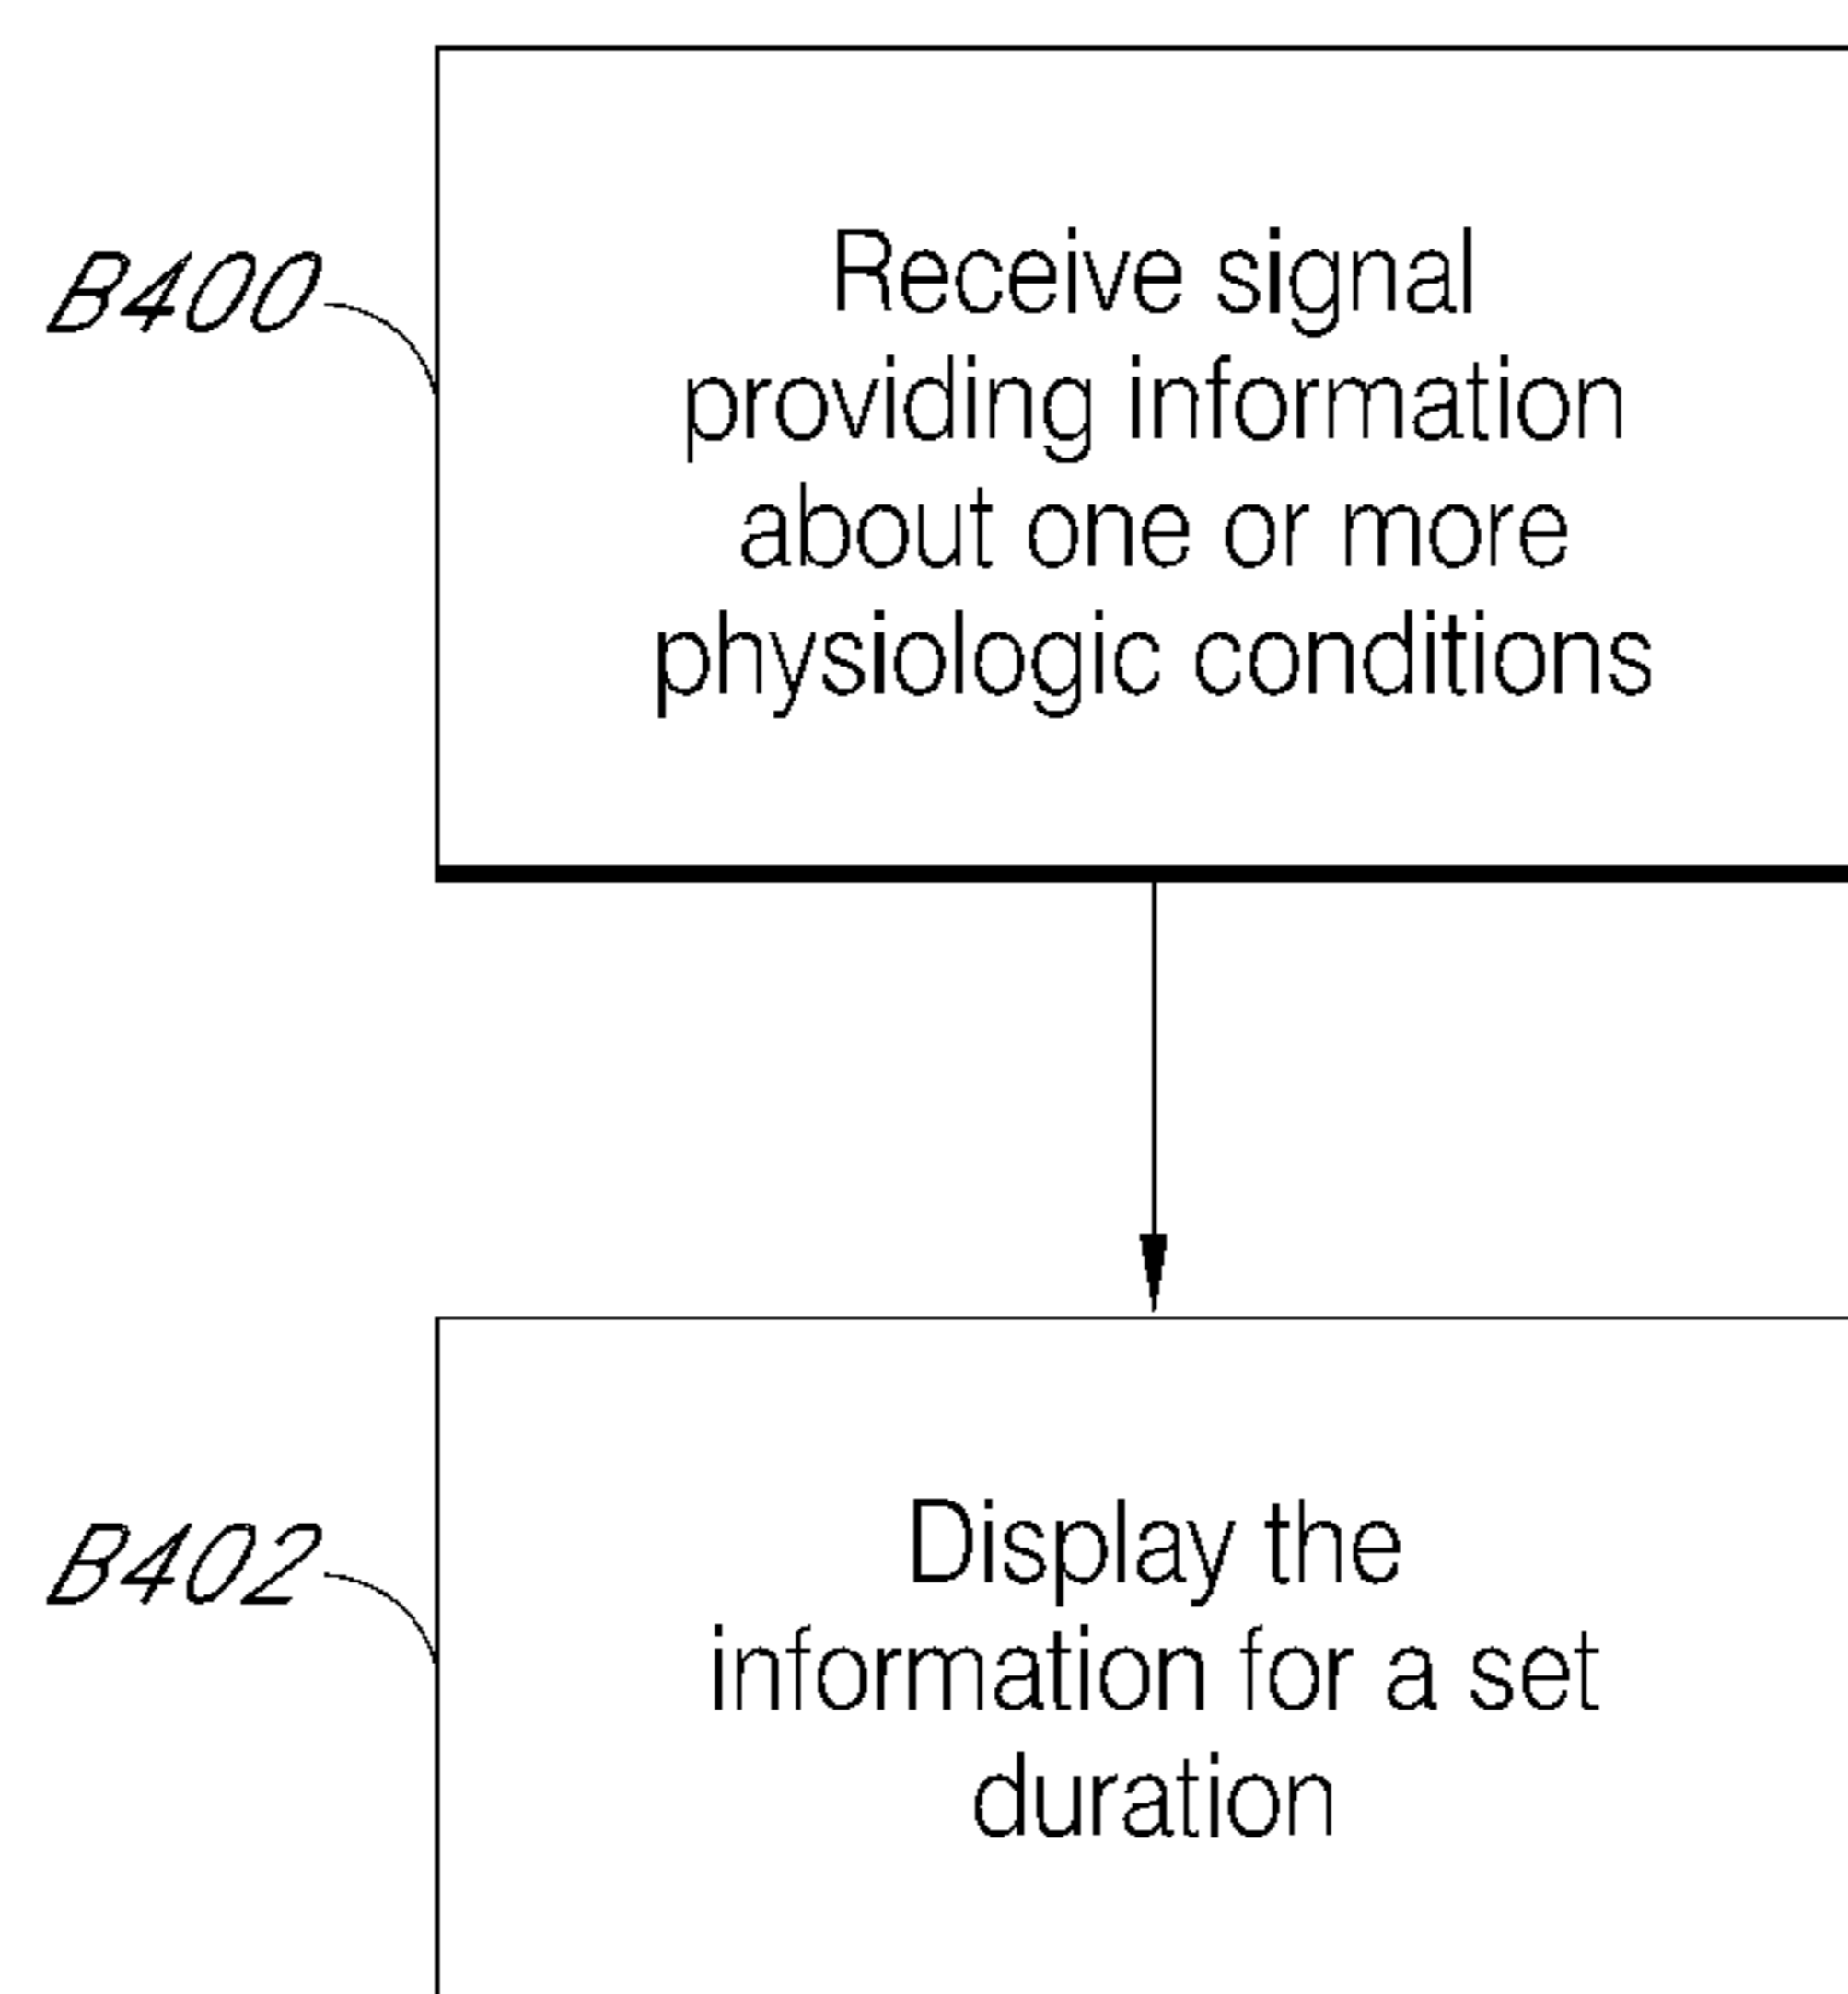 B400
Receive signal
providing information
about one or more
physiologic conditions
B402
Display the
information for a set
duration